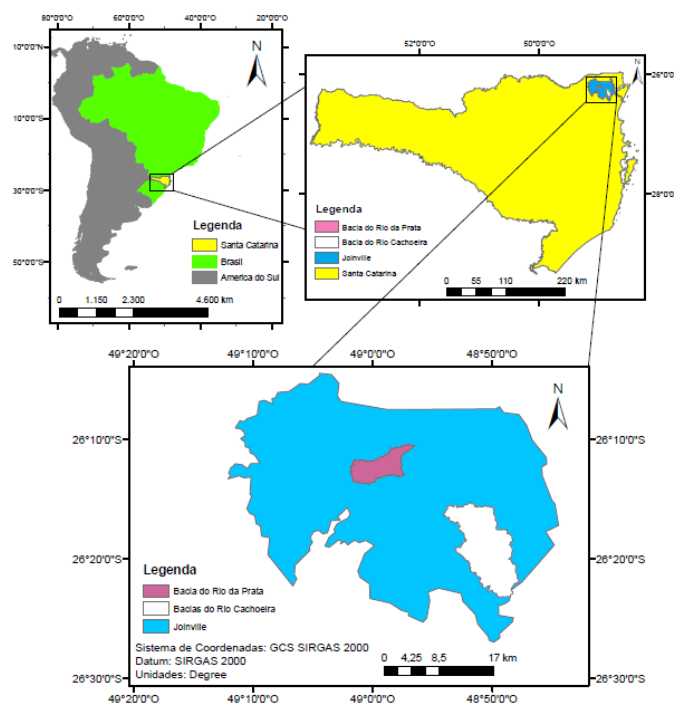 80°0'0"O 60°0'0"O 40°0'0"O 20°0'0"O
10°0'0"N
10°0'0"S
30°0'0"S
50°0'0"S
N
Legenda
Santa Catarina
Brasil
America do Sul
0 1.150 2.300 4.600 km
52°0'0"O 50°0'0"O
26°0'0
28°0'0"
N
Legenda
Bacia do Rio da Prata
Bacia do Rio Cachoeira
Joinville
Santa Catarina
0 55 110 220 km
49°20'0"O 49°10'0"O 49°0'0"O 48°50'0"O
26°10'0"S 26°10'0"S
26°20'0"S 26°20'0"S
26°30'0"S 26°30'0"S
N
Legenda
Bacia do Rio da Prata
Bacias do Rio Cachoeira
Joinville
Sistema de Coordenadas: GCS SIRGAS 2000
Datum: SIRGAS 2000
Unidades: Degree
0 4,25 8,5 17 km
49°20'0"O 49°10'0"O 49°0'0"O 48°50'0"O